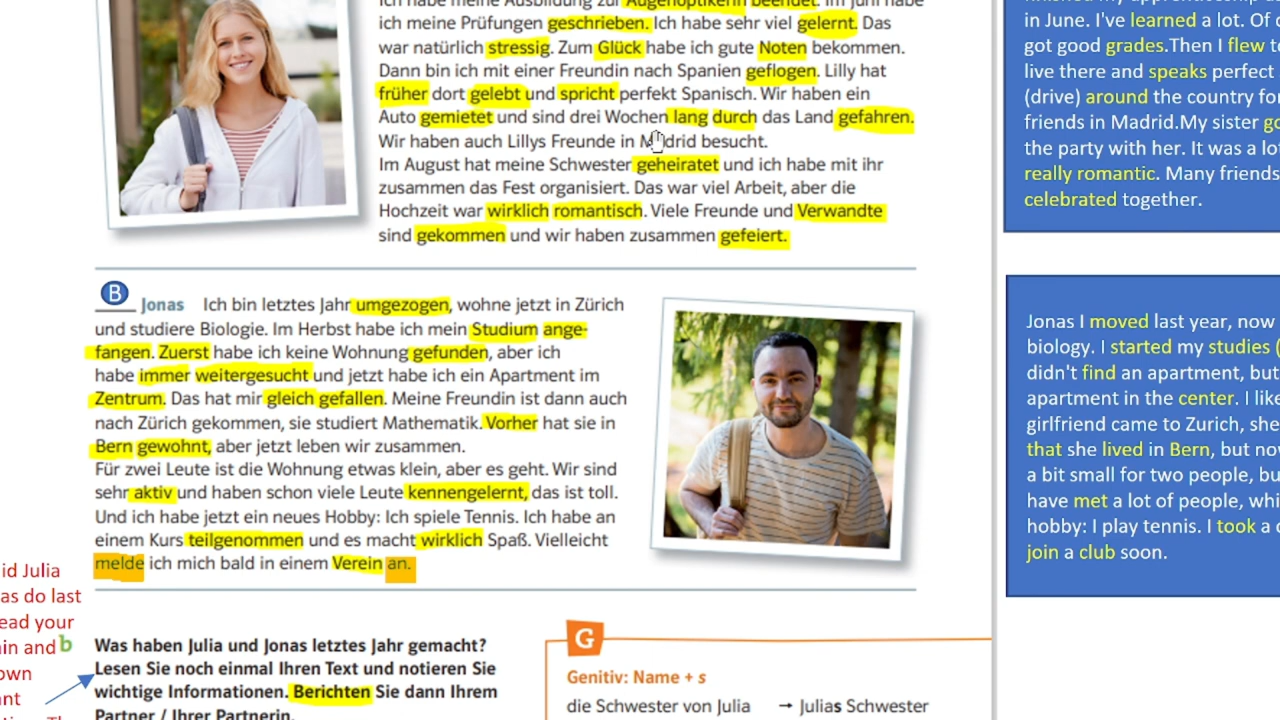 Ich habe meine Ausbildung zur Augenoptikerin beendet. Im Juni habe
ich meine Prüfungen geschrieben. Ich habe sehr viel gelernt. Das
war natürlich stressig. Zum Glück habe ich gute Noten bekommen.
Dann bin ich mit einer Freundin nach Spanien geflogen. Lilly hat
früher dort gelebt und spricht perfekt Spanisch. Wir haben ein
Auto gemietet und sind drei Wochen lang durch das Land gefahren.
Wir haben auch Lillys Freunde in Madrid besucht.
Im August hat meine Schwester geheiratet und ich habe mit ihr
zusammen das Fest organisiert. Das war viel Arbeit, aber die
Hochzeit war wirklich romantisch. Viele Freunde und Verwandte
sind gekommen und wir haben zusammen gefeiert.
B Jonas Ich bin letztes Jahr umgezogen, wohne jetzt in Zürich
und studiere Biologie. Im Herbst habe ich mein Studium ange-
fangen. Zuerst habe ich keine Wohnung gefunden, aber ich
habe immer weitergesucht und jetzt habe ich ein Apartment im
Zentrum. Das hat mir gleich gefallen. Meine Freundin ist dann auch
nach Zürich gekommen, sie studiert Mathematik. Vorher hat sie in
Bern gewohnt, aber jetzt leben wir zusammen.
Für zwei Leute ist die Wohnung etwas klein, aber es geht. Wir sind
sehr aktiv und haben schon viele Leute kennengelernt, das ist toll.
Und ich habe jetzt ein neues Hobby: Ich spiele Tennis. Ich habe an
einem Kurs teilgenommen und es macht wirklich Spaß. Vielleicht
melde ich mich bald in einem Verein an.
id Julia
as do last
ead your
in and
own
nt
b Was haben Julia und Jonas letztes Jahr gemacht?
Lesen Sie noch einmal Ihren Text und notieren Sie
wichtige Informationen. Berichten Sie dann Ihrem
Partner / Ihrer Partnerin.
G
Genitiv: Name + s
die Schwester von Julia → Julias Schwester
in June. I've learned a lot. Of
got good grades.Then I flew t
live there and speaks perfect
(drive) around the country fo
friends in Madrid.My sister g
the party with her. It was a lot
really romantic. Many friends
celebrated together.
Jonas I moved last year, now
biology. I started my studies (
didn't find an apartment, but
apartment in the center. I like
girlfriend came to Zurich, she
that she lived in Bern, but no
a bit small for two people, bu
have met a lot of people, whi
hobby: I play tennis. I took a
join a club soon.